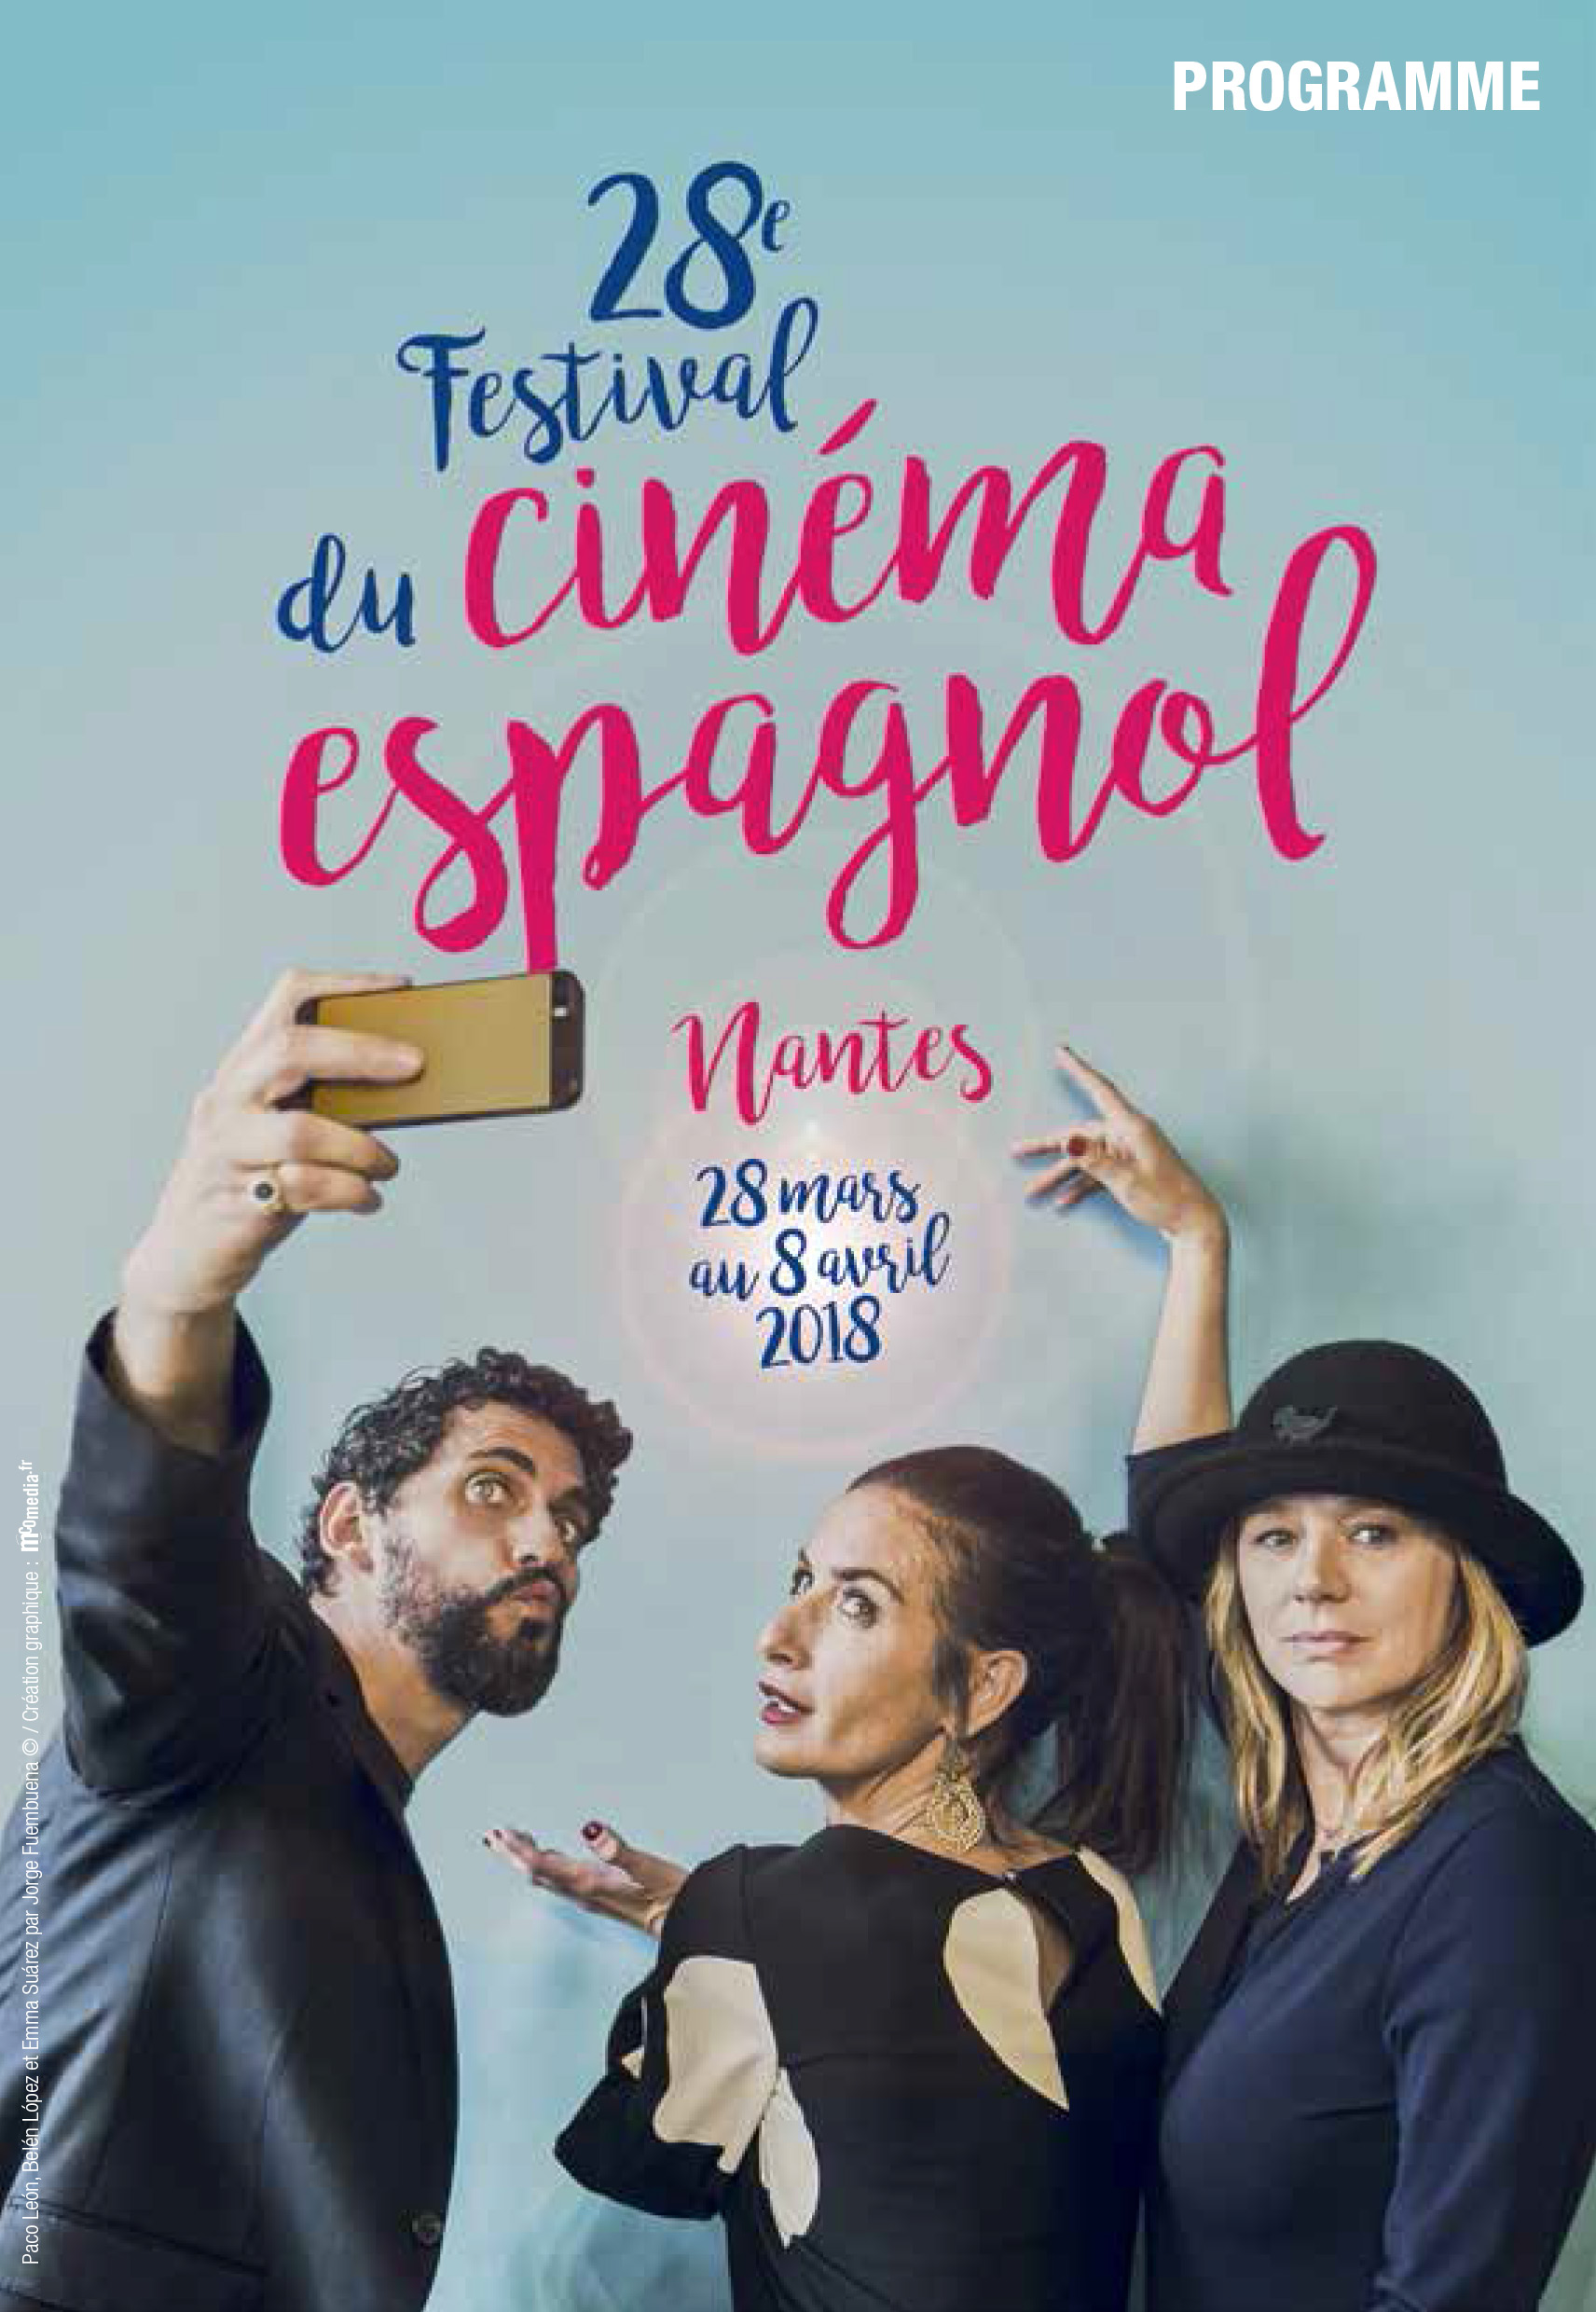 PROGRAMME
28e
Festival
du cinéma
espagnol
Nantes
28 mars
au 8 avril
2018
Paco León, Belén López et Emma Suárez par Jorge Fuembuena © / Création graphique : mcomedia.fr